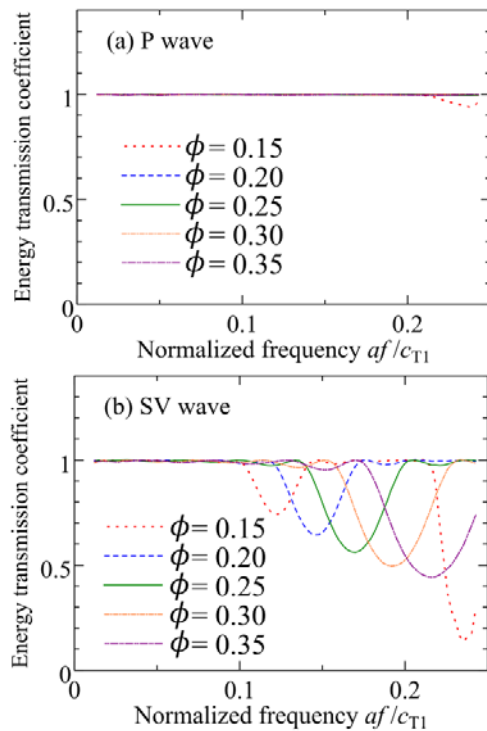 (a) P wave
Energy transmission coefficient
1
0.5
0
ϕ = 0.15
ϕ = 0.20
ϕ = 0.25
ϕ = 0.30
ϕ = 0.35
0.1
0.2
Normalized frequency af/cT1
(b) SV wave
Energy transmission coefficient
1
0.5
0
ϕ = 0.15
ϕ = 0.20
ϕ = 0.25
ϕ = 0.30
ϕ = 0.35
0
0.1
0.2
Normalized frequency af/cT1